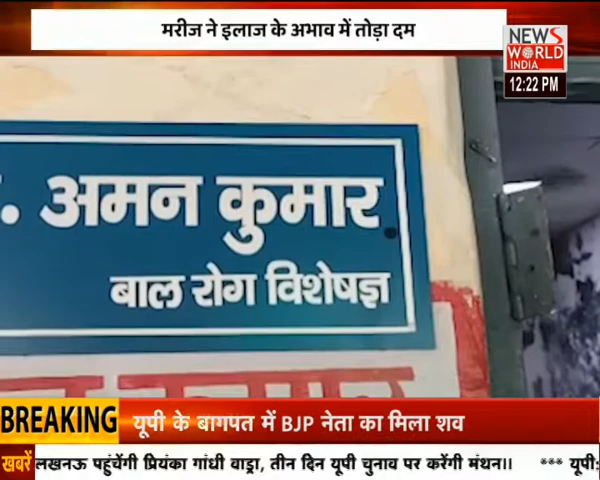 मरीज ने इलाज के अभाव में तोड़ा दम
NEWS
WORLD
INDIA
12:22 PM
. अमन कुमार
बाल रोग विशेषज्ञ
BREAKING
यूपी के बागपत में BJP नेता का मिला शव
खबरें
लखनऊ पहुंचेंगी प्रियंका गांधी वाड्रा, तीन दिन यूपी चुनाव पर करेंगी मंथन।। *** यूपी: